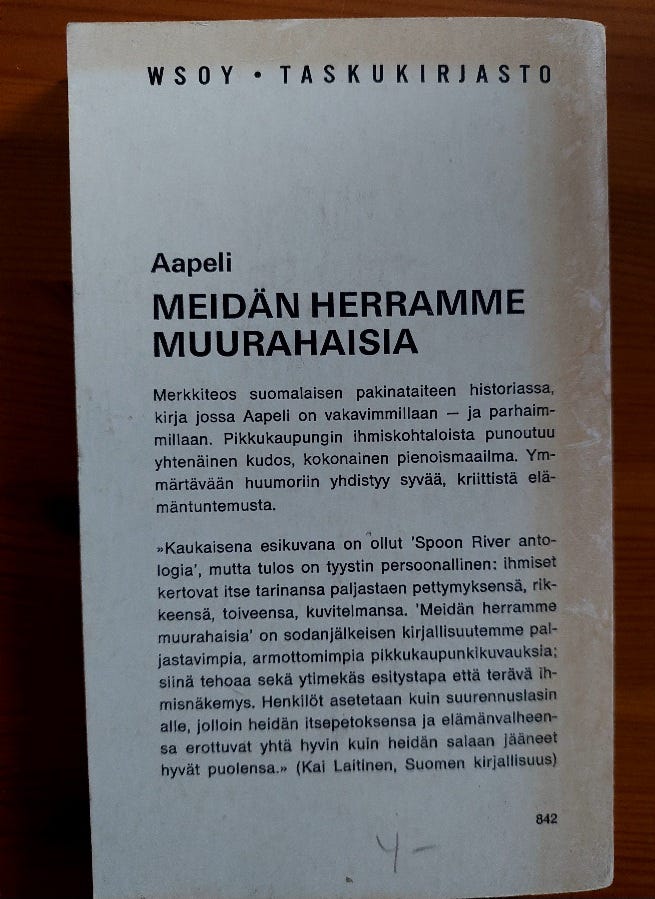 WSOY • TASKUKIRJASTO
Aapeli
MEIDÄN HERRAMME
MUURAHAISIA
Merkkiteos suomalaisen pakinataiteen historiassa,
kirja jossa Aapeli on vakavimmillaan — ja parhaim-
millaan. Pikkukaupungin ihmiskohtaloista punoutuu
yhtenäinen kudos, kokonainen pienoismaailma. Ym-
märtävään huumoriin yhdistyy syvää, kriittistä elä-
mäntuntemusta.
»Kaukaisena esikuvana on ollut 'Spoon River anto-
logia', mutta tulos on tyystin persoonallinen: ihmiset
kertovat itse tarinansa paljastaen pettymyksensä, rik-
keensä, toiveensa, kuvitelmansa. 'Meidän herramme
muurahaisia' on sodanjälkeisen kirjallisuutemme pal-
jastavimpia, armottomimpia pikkukaupunkikuvauksia;
siinä tehoaa sekä ytimekäs esitystapa että terävä ih-
misnäkemys. Henkilöt asetetaan kuin suurennuslasin
alle, jolloin heidän itsepetoksensa ja elämänvalheen-
sa erottuvat yhtä hyvin kuin heidän salaan jääneet
hyvät puolensa.» (Kai Laitinen, Suomen kirjallisuus)
842
4-